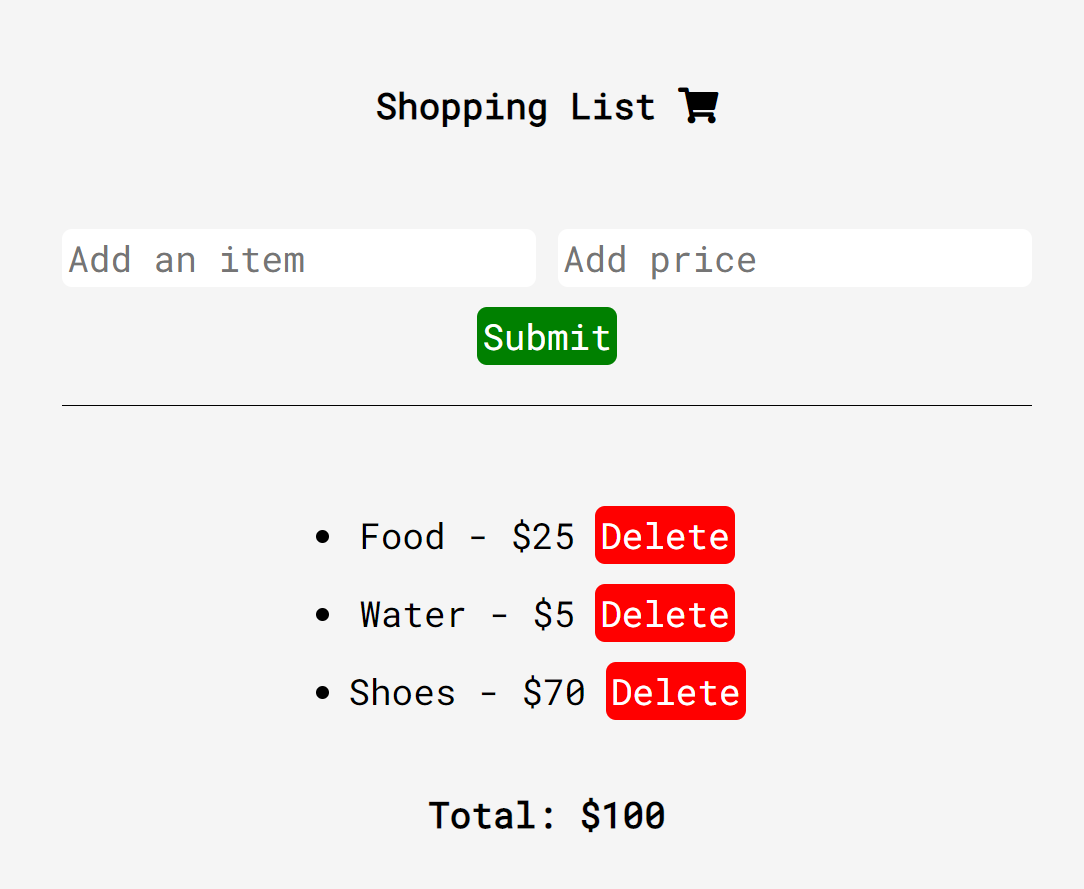 Shopping List
Add an item Add price
Submit
Food - $25 Delete
Water - $5 Delete
Shoes - $70 Delete
Total: $100